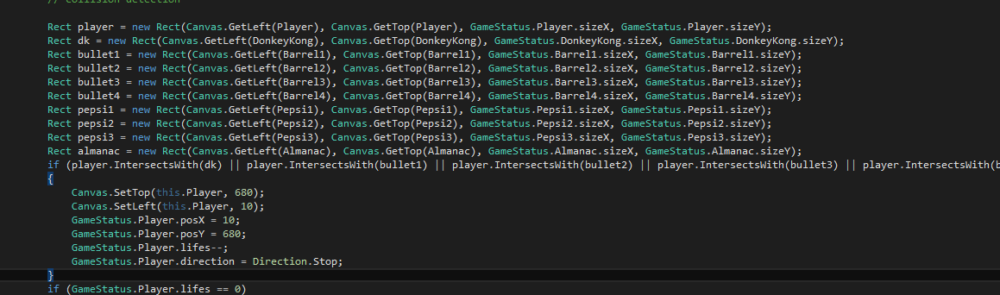 // collision detection
Rect player = new Rect(Canvas.GetLeft(Player), Canvas.GetTop(Player), GameStatus.Player.sizeX, GameStatus.Player.sizeY);
Rect dk = new Rect(Canvas.GetLeft(DonkeyKong), Canvas.GetTop(DonkeyKong), GameStatus.DonkeyKong.sizeX, GameStatus.DonkeyKong.sizeY);
Rect bullet1 = new Rect(Canvas.GetLeft(Barrel1), Canvas.GetTop(Barrel1), GameStatus.Barrel1.sizeX, GameStatus.Barrel1.sizeY);
Rect bullet2 = new Rect(Canvas.GetLeft(Barrel2), Canvas.GetTop(Barrel2), GameStatus.Barrel2.sizeX, GameStatus.Barrel2.sizeY);
Rect bullet3 = new Rect(Canvas.GetLeft(Barrel3), Canvas.GetTop(Barrel3), GameStatus.Barrel3.sizeX, GameStatus.Barrel3.sizeY);
Rect bullet4 = new Rect(Canvas.GetLeft(Barrel4), Canvas.GetTop(Barrel4), GameStatus.Barrel4.sizeX, GameStatus.Barrel4.sizeY);
Rect pepsi1 = new Rect(Canvas.GetLeft(Pepsi1), Canvas.GetTop(Pepsi1), GameStatus.Pepsi1.sizeX, GameStatus.Pepsi1.sizeY);
Rect pepsi2 = new Rect(Canvas.GetLeft(Pepsi2), Canvas.GetTop(Pepsi2), GameStatus.Pepsi2.sizeX, GameStatus.Pepsi2.sizeY);
Rect pepsi3 = new Rect(Canvas.GetLeft(Pepsi3), Canvas.GetTop(Pepsi3), GameStatus.Pepsi3.sizeX, GameStatus.Pepsi3.sizeY);
Rect almanac = new Rect(Canvas.GetLeft(Almanac), Canvas.GetTop(Almanac), GameStatus.Almanac.sizeX, GameStatus.Almanac.sizeY);
if (player.IntersectsWith(dk) || player.IntersectsWith(bullet1) || player.IntersectsWith(bullet2) || player.IntersectsWith(bullet3) || player.IntersectsWith(
{
Canvas.SetTop(this.Player, 680);
Canvas.SetLeft(this.Player, 10);
GameStatus.Player.posX = 10;
GameStatus.Player.posY = 680;
GameStatus.Player.lifes--;
GameStatus.Player.direction = Direction.Stop;
}
if (GameStatus.Player.lifes == 0)